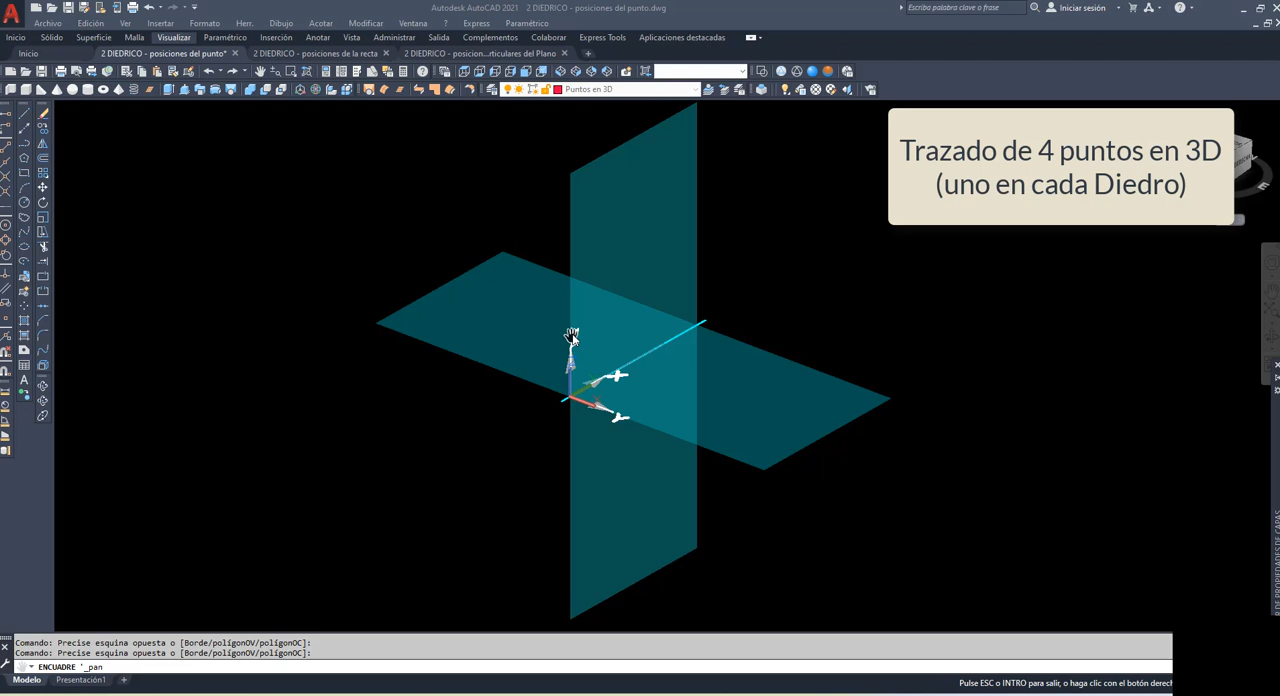 Autodesk AutoCAD 2021   2 DIEDRICO - posiciones del punto.dwg
Escriba palabra clave o frase
Iniciar sesión
Archivo Edición Ver Insertar Formato Herr. Dibujo Acotar Modificar Ventana ? Express Paramétrico
Inicio Sólido Superficie Malla Visualizar Paramétrico Inserción Anotar Vista Administrar Salida Complementos Colaborar Express Tools Aplicaciones destacadas
Inicio
2 DIEDRICO - posiciones del punto*
2 DIEDRICO - posiciones de la recta
2 DIEDRICO - posicion...rticulares del Plano
Puntos en 3D
Trazado de 4 puntos en 3D
(uno en cada Diedro)
X
Y
Comando: Precise esquina opuesta o [Borde/polígonOV/polígonOC]:
Comando: Precise esquina opuesta o [Borde/polígonOV/polígonOC]:
ENCUADRE '_pan
Modelo
Presentación1
Pulse ESC o INTRO para salir, o haga clic con el botón derech